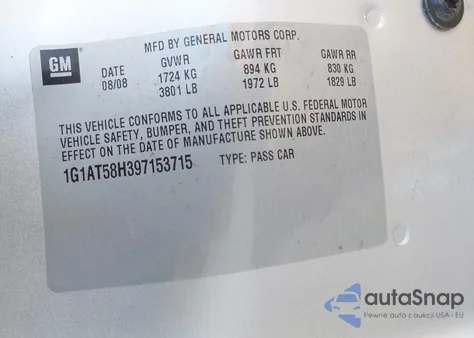 MFD BY GENERAL MOTORS CORP.
GM
DATE GVWR GAWR FRT GAWR RR
08/08 1724 KG 894 KG 830 KG
3801 LB 1972 LB 1829 LB
THIS VEHICLE CONFORMS TO ALL APPLICABLE U.S. FEDERAL MOTOR
VEHICLE SAFETY, BUMPER, AND THEFT PREVENTION STANDARDS IN
EFFECT ON THE DATE OF MANUFACTURE SHOWN ABOVE.
1G1AT58H397153715 TYPE: PASS CAR
autoSnap
Pewne auta z aukcji USA i EU